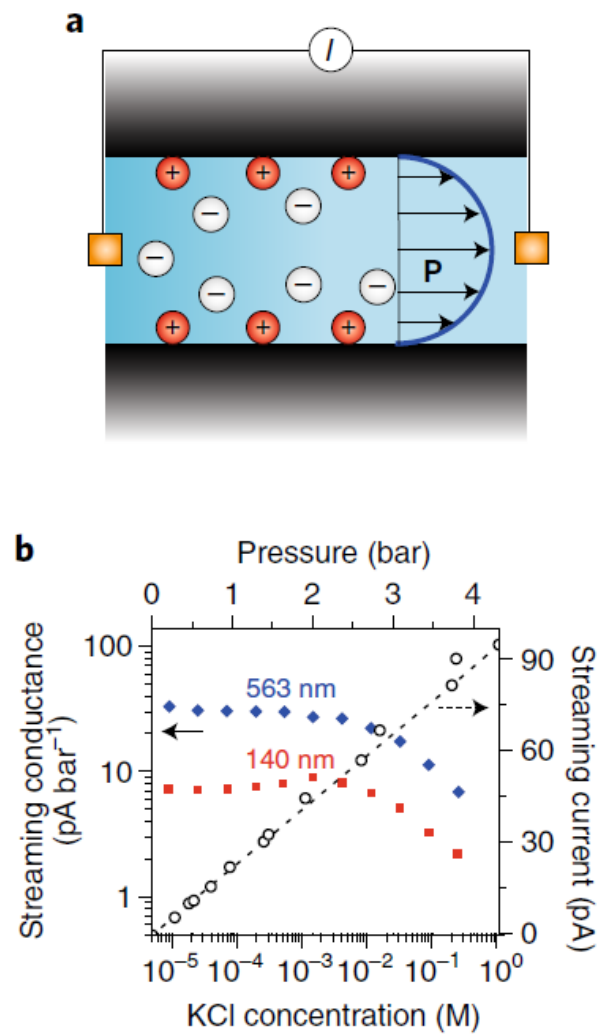 a
I
+ + +
− −
−
− − −
+ + +
P
b
Pressure (bar)
0 1 2 3 4
Streaming conductance
(pA bar⁻¹)
100
10
1
563 nm
140 nm
90
60
30
0
Streaming current
(pA)
10⁻⁵ 10⁻⁴ 10⁻³ 10⁻² 10⁻¹ 10⁰
KCl concentration (M)